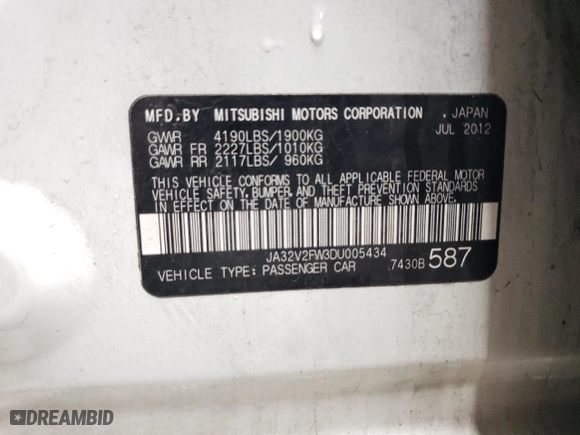 MFD. BY MITSUBISHI MOTORS CORPORATION , JAPAN
JUL 2012
GVWR 4190LBS/1900KG
GAWR FR 2227LBS/1010KG
GAWR RR 2117LBS/ 960KG
THIS VEHICLE CONFORMS TO ALL APPLICABLE FEDERAL MOTOR
VEHICLE SAFETY, BUMPER, AND THEFT PREVENTION STANDARDS
IN EFFECT ON THE DATE OF MANUFACTURE SHOWN ABOVE.
JA32V2FW3DU005434
VEHICLE TYPE: PASSENGER CAR 7430B 587
DREAMBID